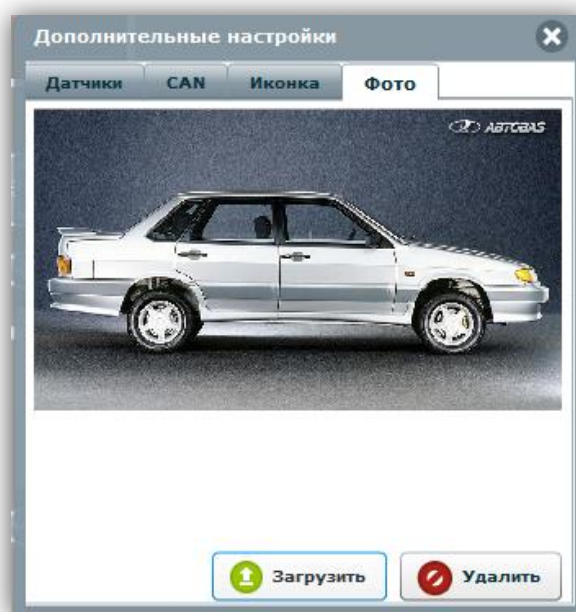 Дополнительные настройки
Датчики CAN Иконка Фото
АВТОВАЗ
Загрузить Удалить